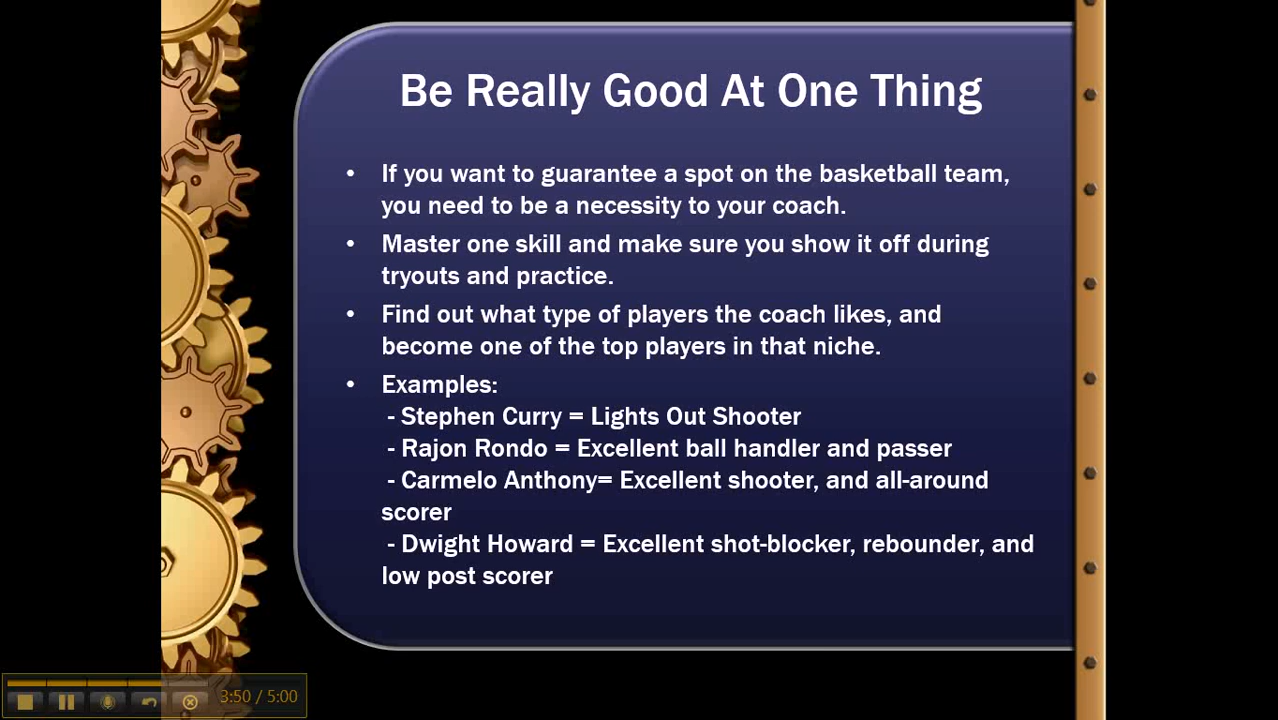 Be Really Good At One Thing
• If you want to guarantee a spot on the basketball team,
you need to be a necessity to your coach.
• Master one skill and make sure you show it off during
tryouts and practice.
• Find out what type of players the coach likes, and
become one of the top players in that niche.
• Examples:
- Stephen Curry = Lights Out Shooter
- Rajon Rondo = Excellent ball handler and passer
- Carmelo Anthony= Excellent shooter, and all-around
scorer
- Dwight Howard = Excellent shot-blocker, rebounder, and
low post scorer
3:50 / 5:00